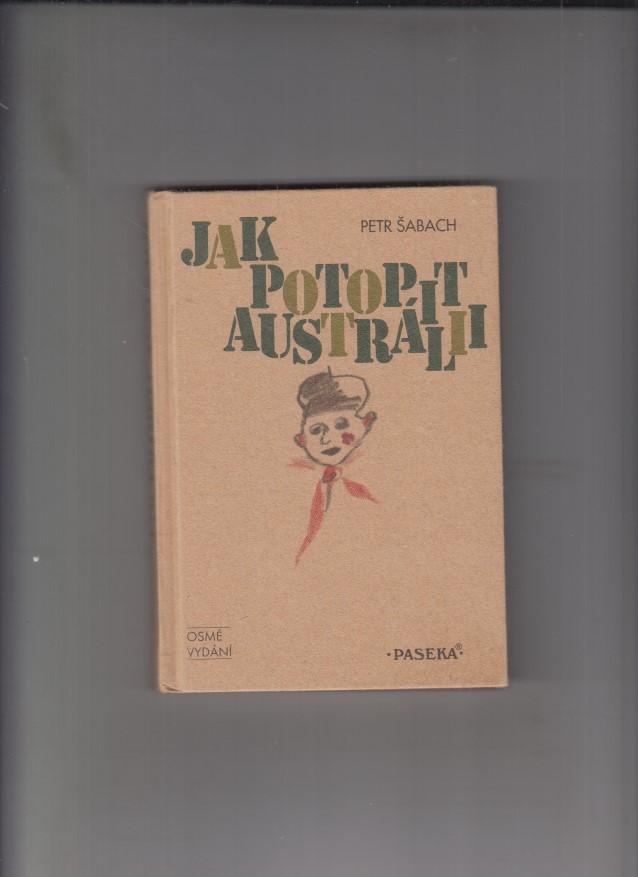 PETR ŠABACH
JAK
POTOPIT
AUSTRÁLII
OSMÉ
VYDÁNÍ
·PASEKA®·